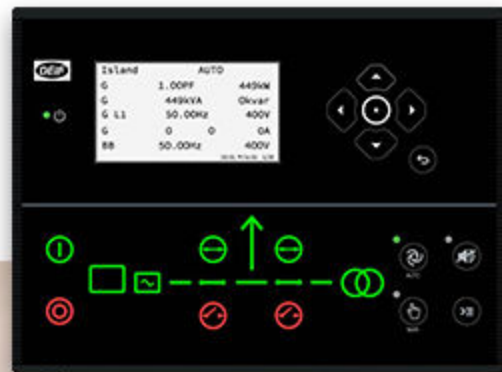 DEIF
Island AUTO
G 1.00PF 449kW
G 449kVA 0kvar
G L1 50.00Hz 400V
G 0 0 0A
BB 50.00Hz 400V
AUTO